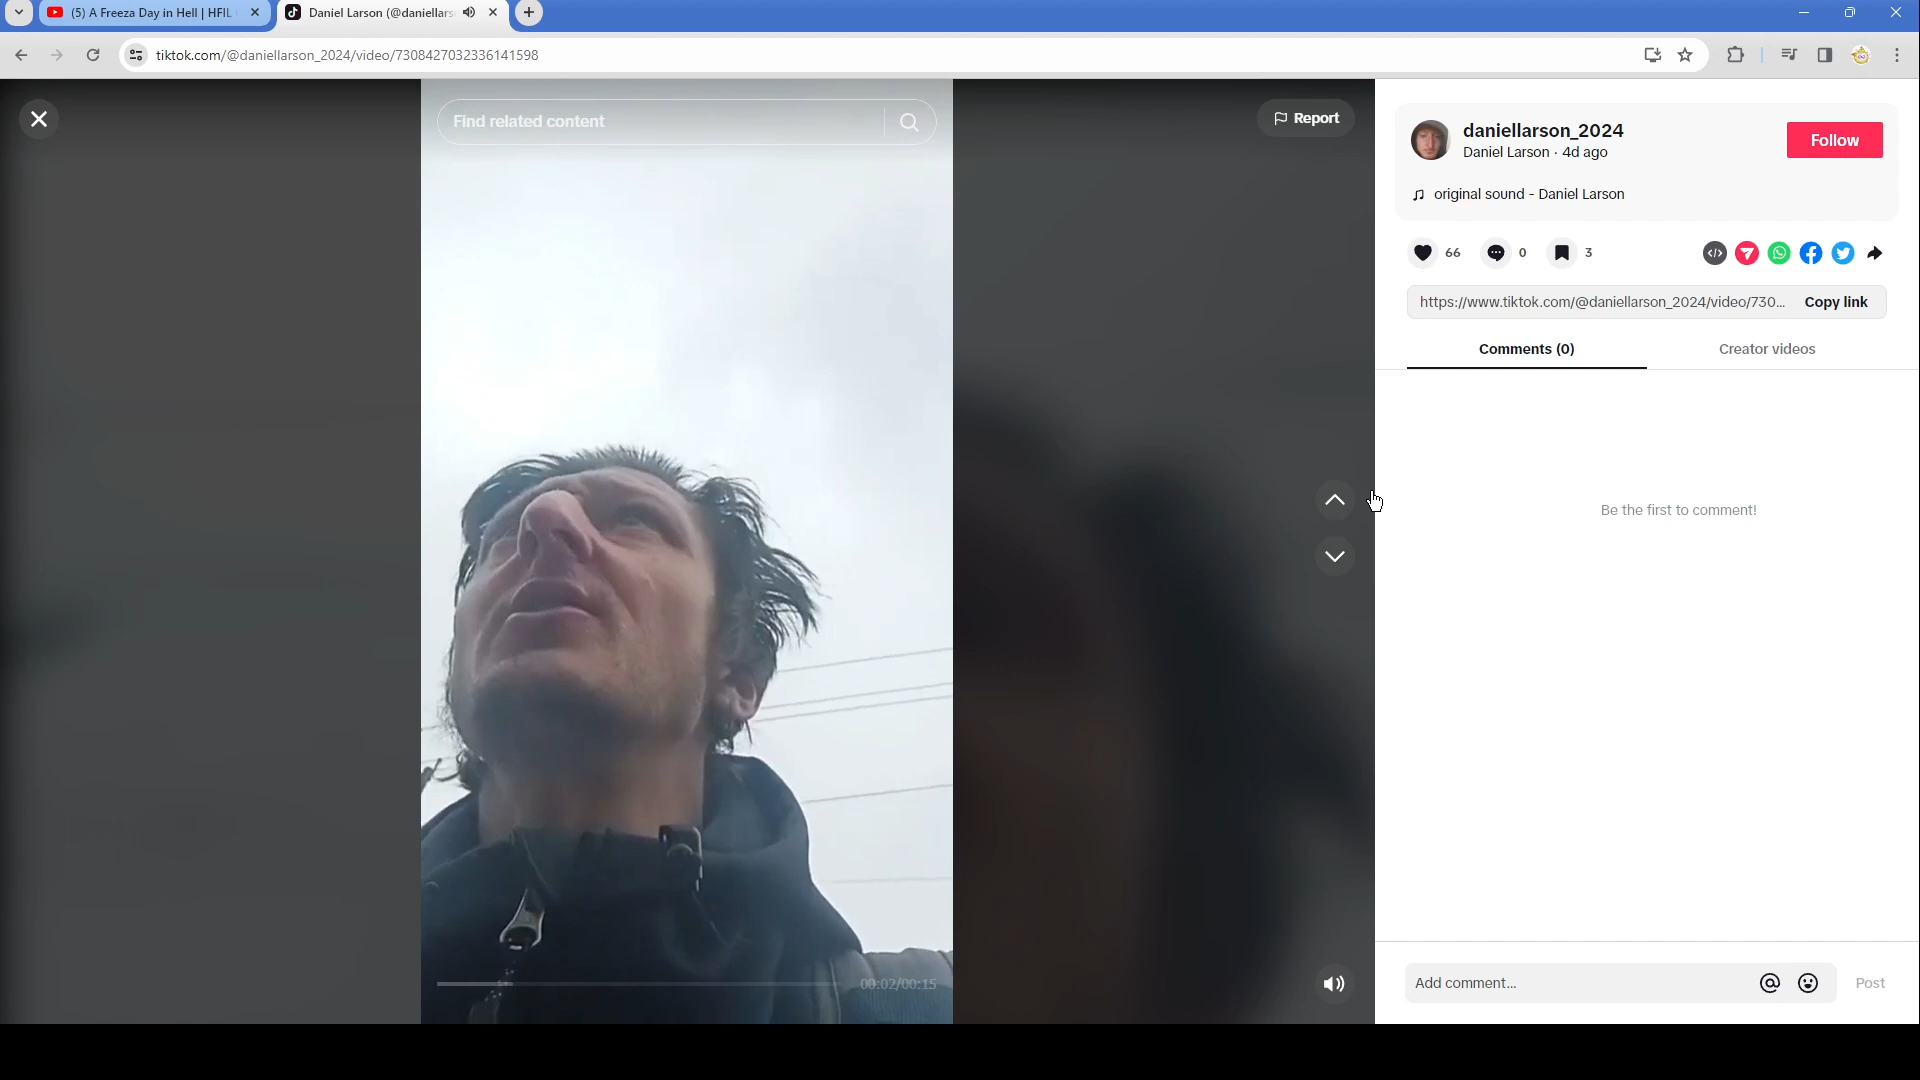 (5) A Freeza Day in Hell | HFIL
Daniel Larson (@daniellars
tiktok.com/@daniellarson_2024/video/7308427032336141598
Find related content
Report
daniellarson_2024
Daniel Larson · 4d ago
Follow
original sound - Daniel Larson
66
0
3
https://www.tiktok.com/@daniellarson_2024/video/730...
Copy link
Comments (0)
Creator videos
Be the first to comment!
00:02/00:15
Add comment...
Post